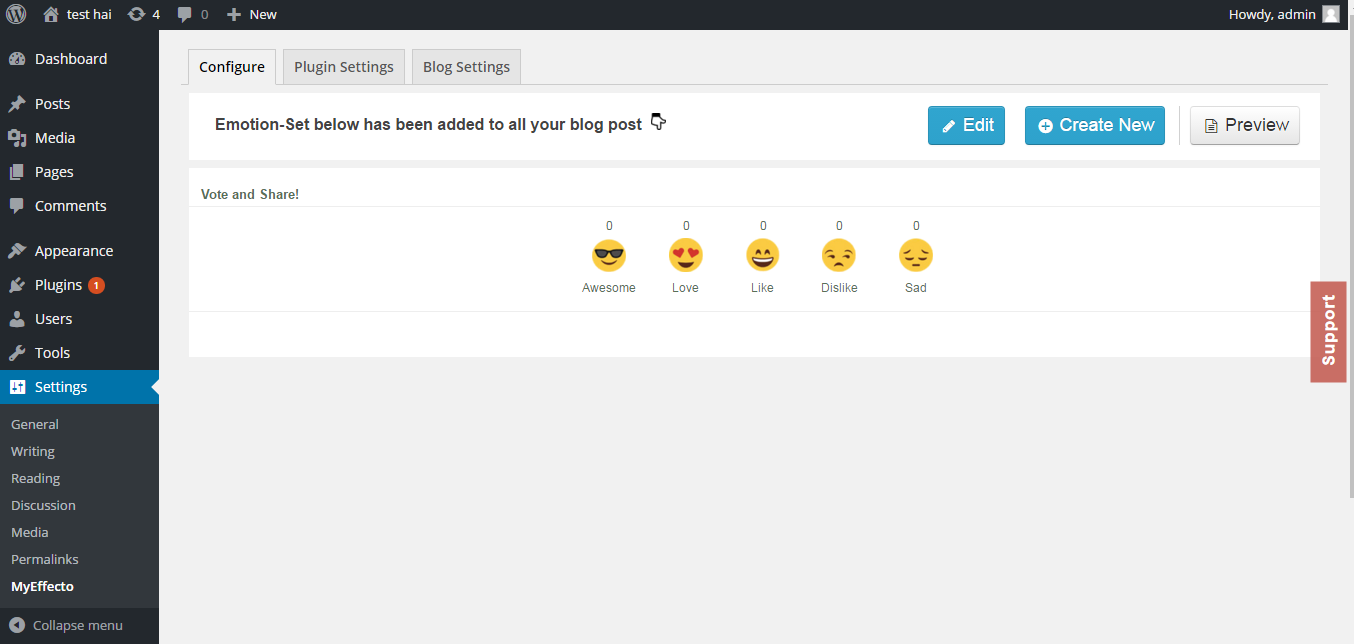 test hai 4 0 New Howdy, admin
Dashboard
Posts
Media
Pages
Comments
Appearance
Plugins 1
Users
Tools
Settings
General
Writing
Reading
Discussion
Media
Permalinks
MyEffecto
Collapse menu
Configure Plugin Settings Blog Settings
Emotion-Set below has been added to all your blog post Edit Create New Preview
Vote and Share!
0 0 0 0 0
Awesome Love Like Dislike Sad
Support